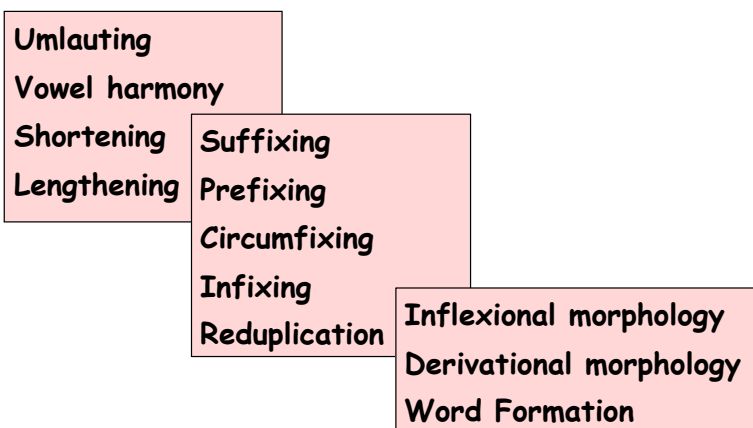 Umlauting
Vowel harmony
Shortening
Lengthening
Suffixing
Prefixing
Circumfixing
Infixing
Reduplication
Inflexional morphology
Derivational morphology
Word Formation